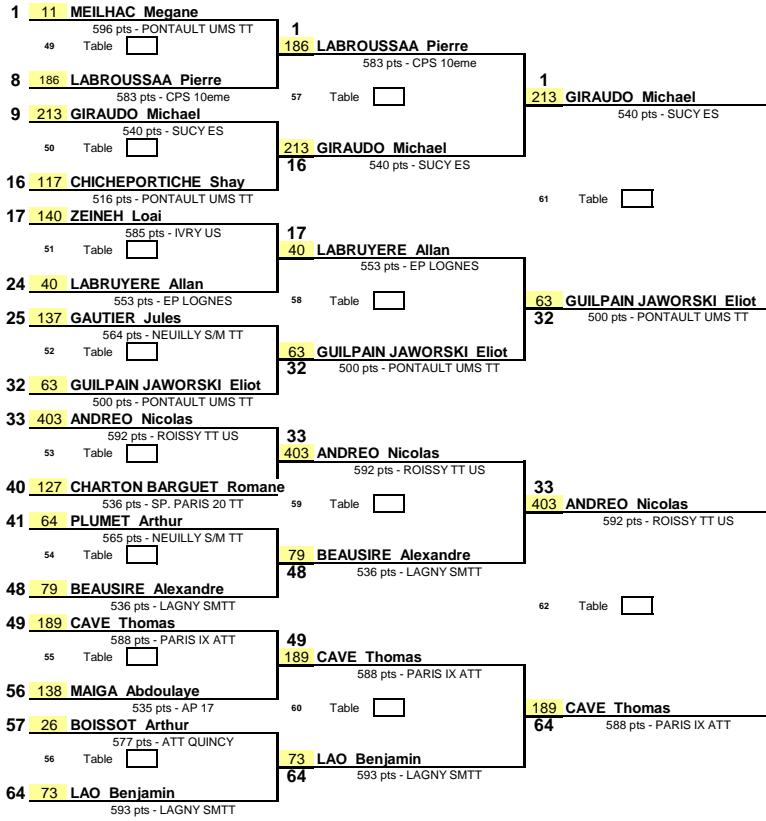 1 11 MEILHAC Megane
596 pts - PONTAULT UMS TT
49 Table
8 186 LABROUSSAA Pierre
583 pts - CPS 10eme
9 213 GIRAUDO Michael
540 pts - SUCY ES
50 Table
16 117 CHICHEPORTICHE Shay
516 pts - PONTAULT UMS TT
17 140 ZEINEH Loai
585 pts - IVRY US
51 Table
24 40 LABRUYERE Allan
553 pts - EP LOGNES
25 137 GAUTIER Jules
564 pts - NEUILLY S/M TT
52 Table
32 63 GUILPAIN JAWORSKI Eliot
500 pts - PONTAULT UMS TT
33 403 ANDREO Nicolas
592 pts - ROISSY TT US
53 Table
40 127 CHARTON BARGUET Romane
536 pts - SP. PARIS 20 TT
41 64 PLUMET Arthur
565 pts - NEUILLY S/M TT
54 Table
48 79 BEAUSIRE Alexandre
536 pts - LAGNY SMTT
49 189 CAVE Thomas
588 pts - PARIS IX ATT
55 Table
56 138 MAIGA Abdoulaye
535 pts - AP 17
57 26 BOISSOT Arthur
577 pts - ATT QUINCY
56 Table
64 73 LAO Benjamin
593 pts - LAGNY SMTT
1
186 LABROUSSAA Pierre
583 pts - CPS 10eme
57 Table
213 GIRAUDO Michael
16 540 pts - SUCY ES
17
40 LABRUYERE Allan
553 pts - EP LOGNES
58 Table
63 GUILPAIN JAWORSKI Eliot
32 500 pts - PONTAULT UMS TT
33
403 ANDREO Nicolas
592 pts - ROISSY TT US
59 Table
79 BEAUSIRE Alexandre
48 536 pts - LAGNY SMTT
49
189 CAVE Thomas
588 pts - PARIS IX ATT
60 Table
73 LAO Benjamin
64 593 pts - LAGNY SMTT
1
213 GIRAUDO Michael
540 pts - SUCY ES
61 Table
63 GUILPAIN JAWORSKI Eliot
32 500 pts - PONTAULT UMS TT
33
403 ANDREO Nicolas
592 pts - ROISSY TT US
62 Table
189 CAVE Thomas
64 588 pts - PARIS IX ATT